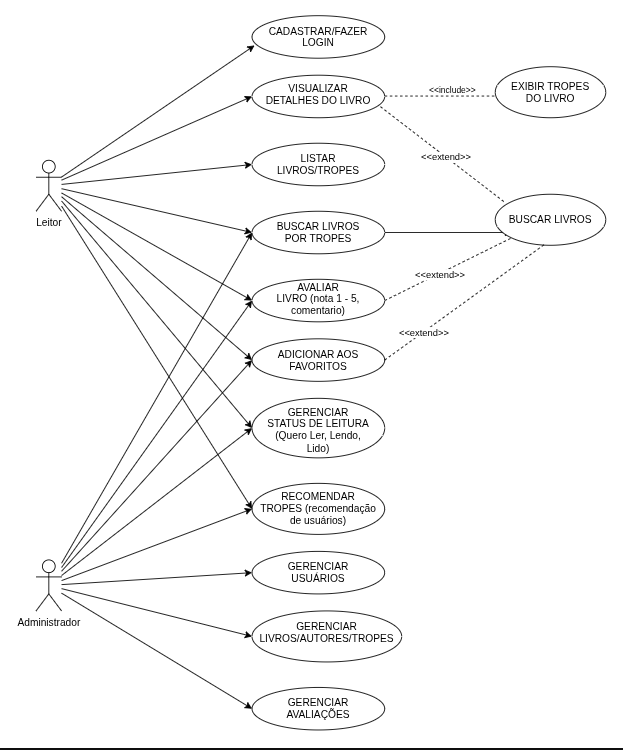 CADASTRAR/FAZER
LOGIN
VISUALIZAR
DETALHES DO LIVRO
<<include>>
EXIBIR TROPES
DO LIVRO
LISTAR
LIVROS/TROPES
<<extend>>
Leitor
BUSCAR LIVROS
POR TROPES
BUSCAR LIVROS
AVALIAR
LIVRO (nota 1 - 5,
comentario)
<<extend>>
<<extend>>
ADICIONAR AOS
FAVORITOS
GERENCIAR
STATUS DE LEITURA
(Quero Ler, Lendo,
Lido)
RECOMENDAR
TROPES (recomendação
de usuários)
GERENCIAR
USUÁRIOS
Administrador
GERENCIAR
LIVROS/AUTORES/TROPES
GERENCIAR
AVALIAÇÕES